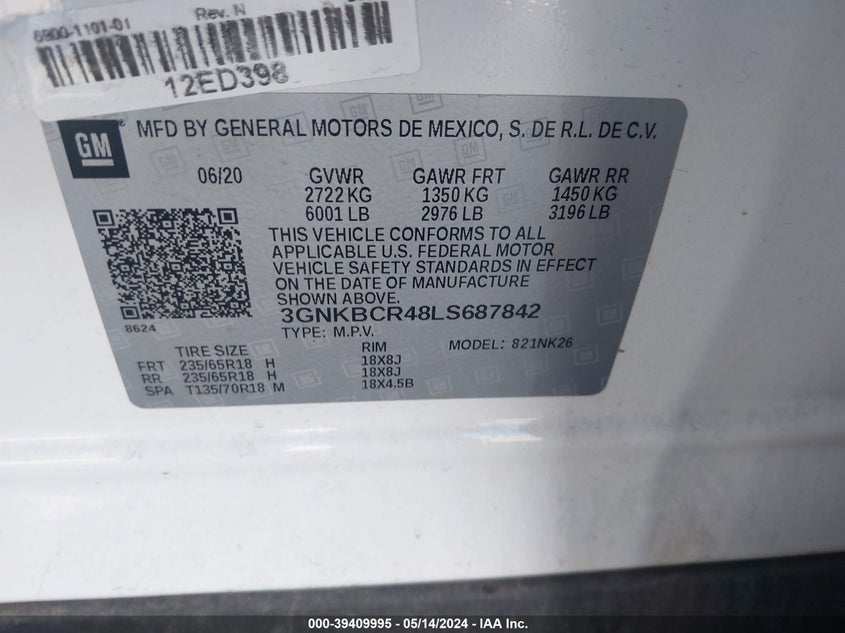 6900-1101-01 Rev. N
12ED398
GM ® MFD BY GENERAL MOTORS DE MEXICO, S. DE R.L. DE C.V.
06/20 GVWR GAWR FRT GAWR RR
2722 KG 1350 KG 1450 KG
6001 LB 2976 LB 3196 LB
THIS VEHICLE CONFORMS TO ALL
APPLICABLE U.S. FEDERAL MOTOR
VEHICLE SAFETY STANDARDS IN EFFECT
ON THE DATE OF MANUFACTURE
SHOWN ABOVE.
8624
3GNKBCR48LS687842
TYPE: M.P.V.
TIRE SIZE RIM MODEL: 821NK26
FRT 235/65R18 H 18X8J
RR 235/65R18 H 18X8J
SPA T135/70R18 M 18X4.5B
000-39409995 - 05/14/2024 - IAA Inc.